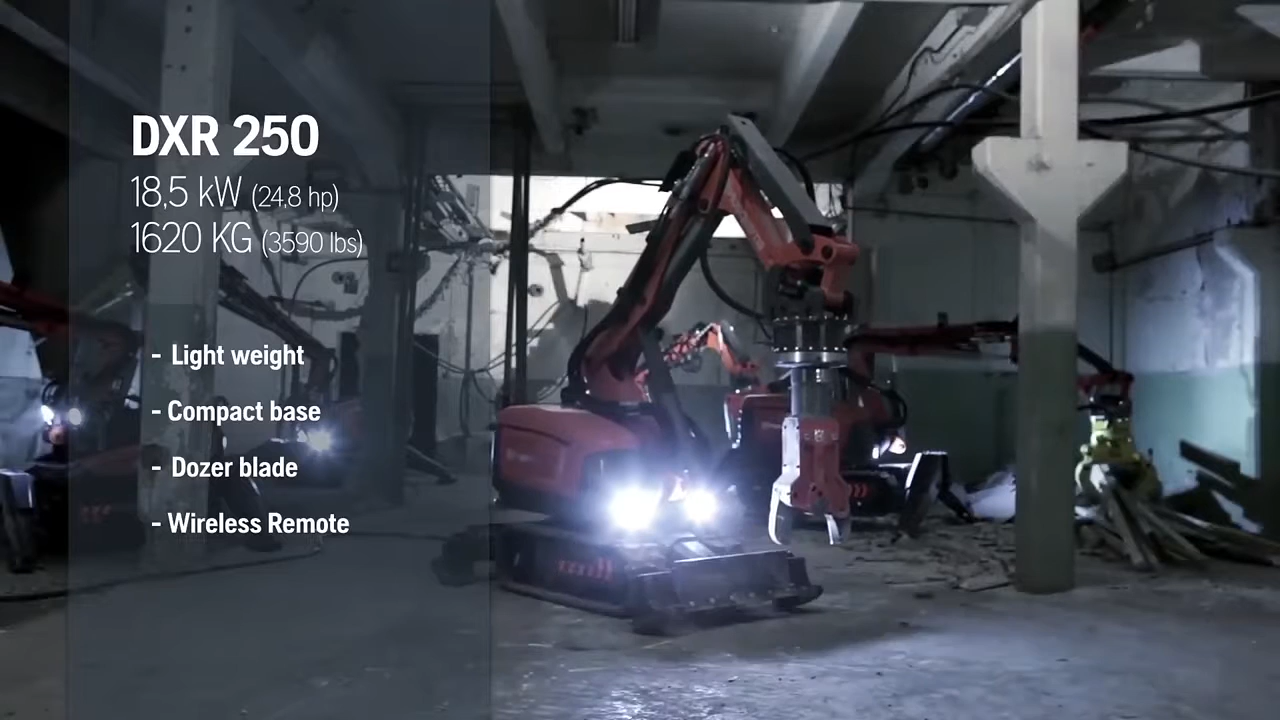 DXR 250
18,5 kW (24.8 hp)
1620 KG (3590 lbs)
- Light weight
- Compact base
- Dozer blade
- Wireless Remote